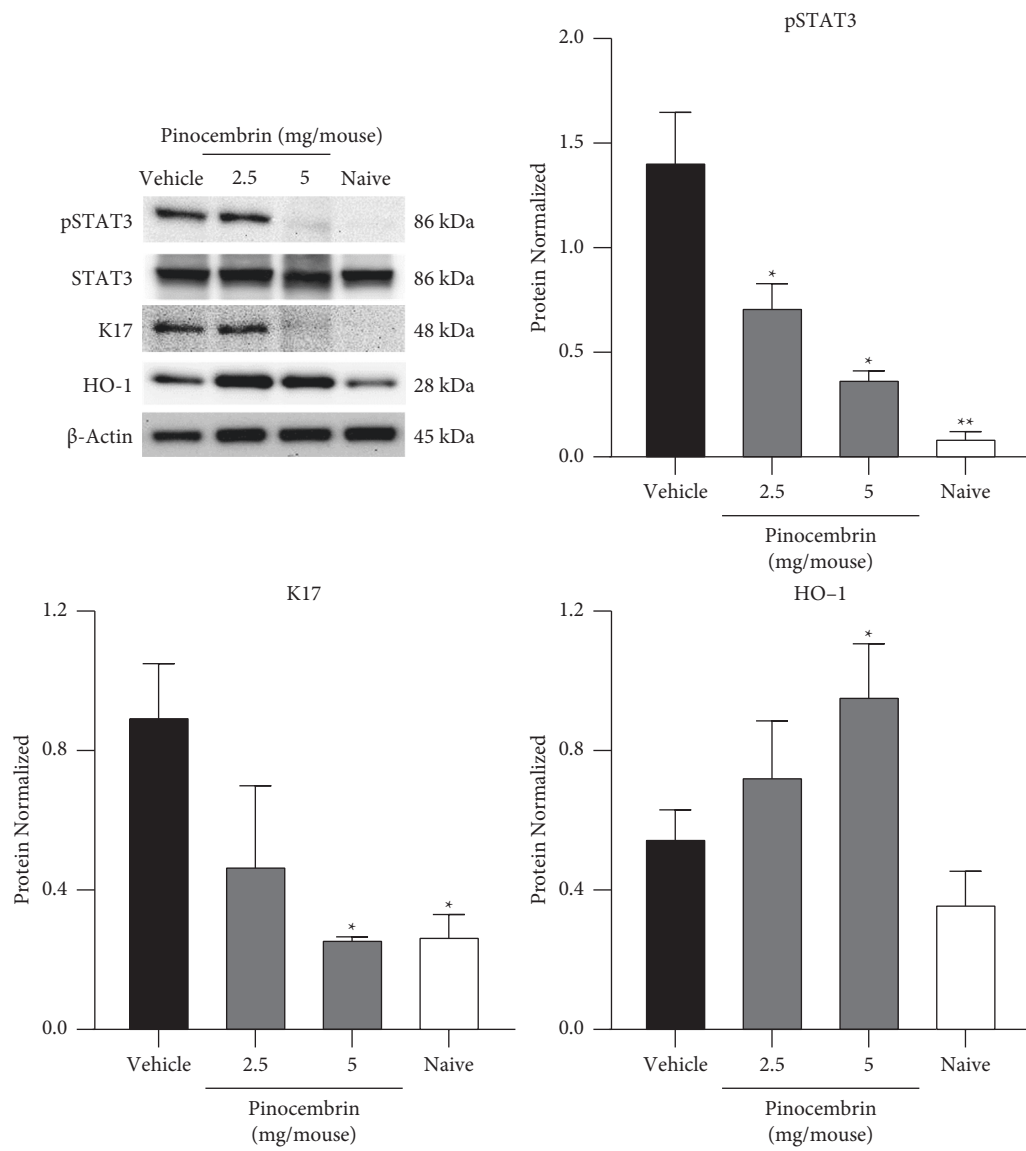 Pinocembrin (mg/mouse)
Vehicle 2.5 5 Naive
pSTAT3 86 kDa
STAT3 86 kDa
K17 48 kDa
HO-1 28 kDa
β-Actin 45 kDa
pSTAT3
Protein Normalized
2.0
1.5
1.0
0.5
0.0
*
*
**
Vehicle 2.5 5 Naive
Pinocembrin
(mg/mouse)
K17
Protein Normalized
1.2
0.8
0.4
0.0
*
*
Vehicle 2.5 5 Naive
Pinocembrin
(mg/mouse)
HO–1
Protein Normalized
1.2
0.8
0.4
0.0
*
Vehicle 2.5 5 Naive
Pinocembrin
(mg/mouse)